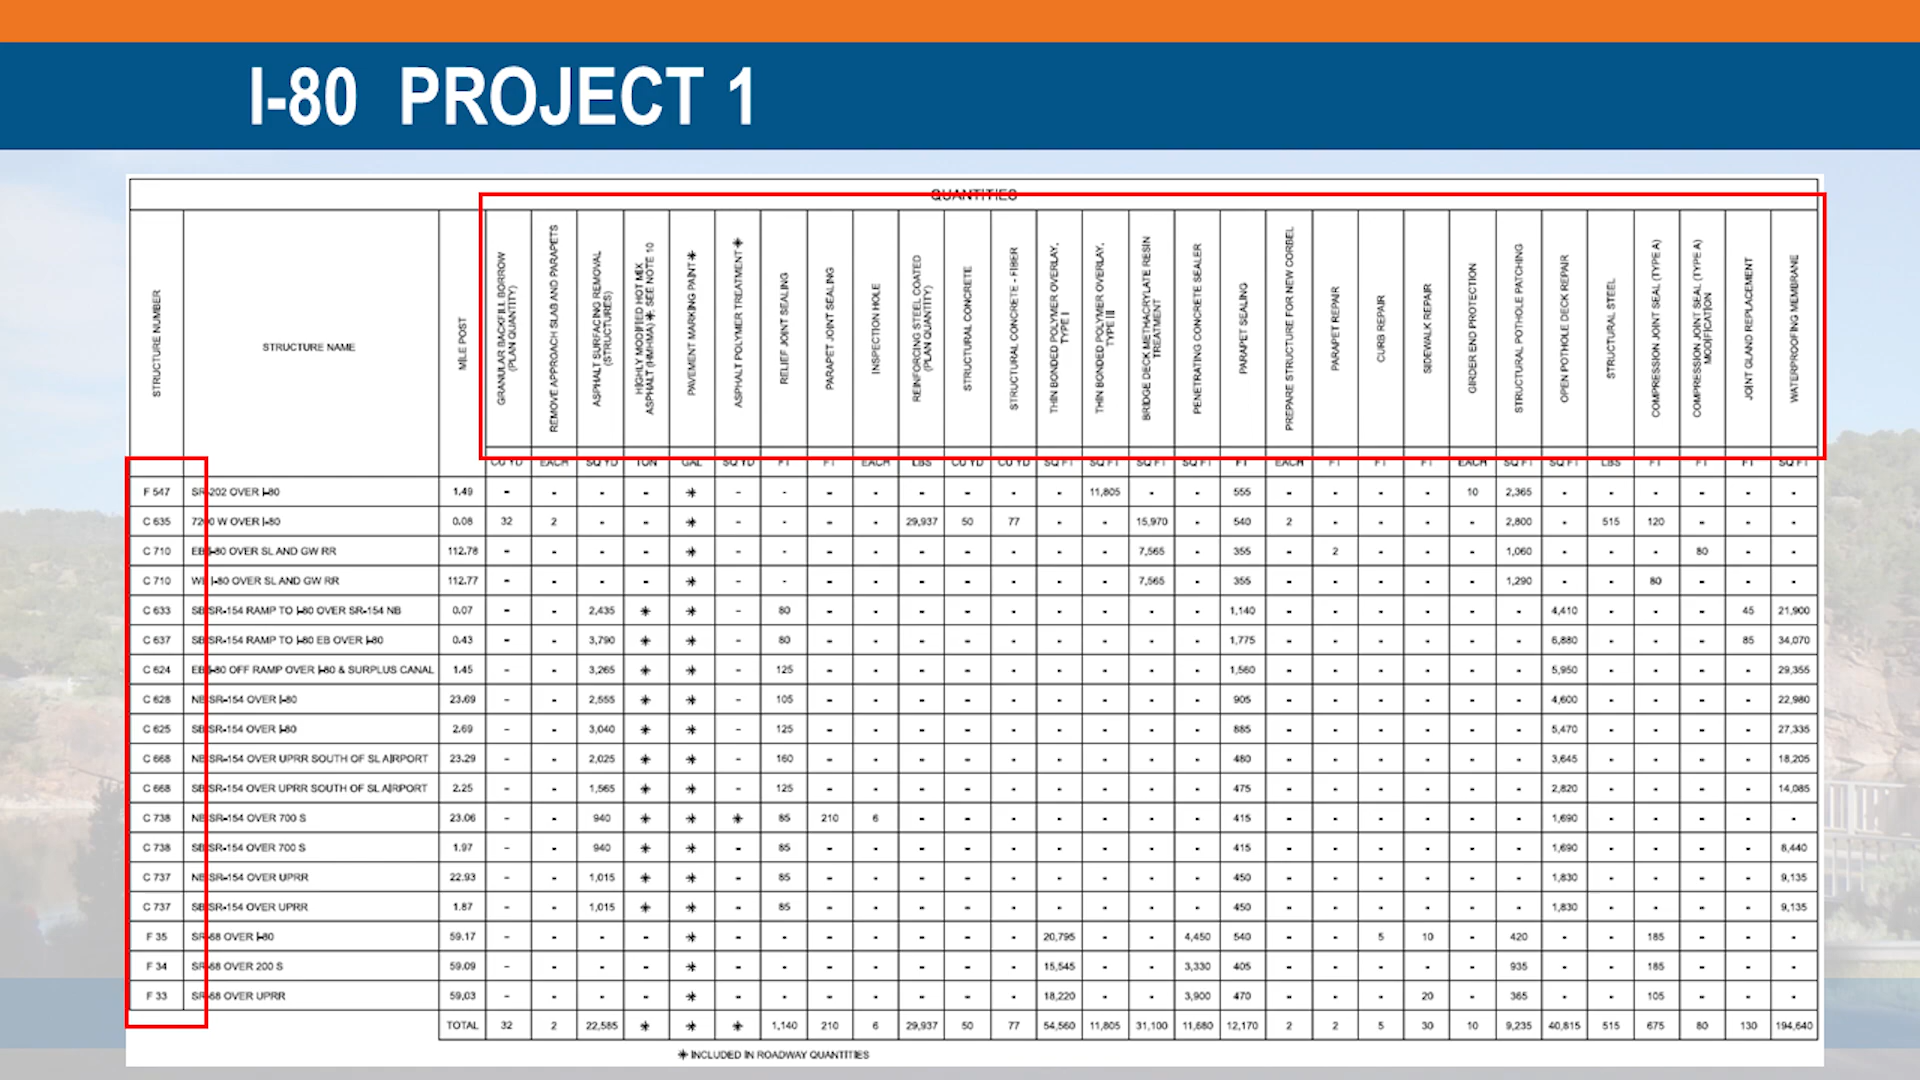 I-80 PROJECT 1
QUANTITIES
STRUCTURE NUMBER
STRUCTURE NAME
MILE POST
GRANULAR BACKFILL BORROW (PLAN QUANTITY)
REMOVE APPROACH SLAB AND PARAPETS
ASPHALT SURFACING REMOVAL (STRUCTURES)
HIGHLY MODIFIED HOT MIX ASPHALT (HMHMA)*: SEE NOTE 10
PAVEMENT MARKING PAINT*
ASPHALT POLYMER TREATMENT*
RELIEF JOINT SEALING
PARAPET JOINT SEALING
INSPECTION HOLE
REINFORCING STEEL COATED (PLAN QUANTITY)
STRUCTURAL CONCRETE
STRUCTURAL CONCRETE - FIBER
THIN BONDED POLYMER OVERLAY, TYPE I
THIN BONDED POLYMER OVERLAY, TYPE III
BRIDGE DECK METHACRYLATE RESIN TREATMENT
PENETRATING CONCRETE SEALER
PARAPET SEALING
PREPARE STRUCTURE FOR NEW CORBEL
PARAPET REPAIR
CURB REPAIR
SIDEWALK REPAIR
GIRDER END PROTECTION
STRUCTURAL POTHOLE PATCHING
OPEN POTHOLE DECK REPAIR
STRUCTURAL STEEL
COMPRESSION JOINT SEAL (TYPE A)
COMPRESSION JOINT SEAL (TYPE A) MODIFICATION
JOINT GLAND REPLACEMENT
WATERPROOFING MEMBRANE
CU YD EACH SQ YD TON GAL SQ YD FT FT EACH LBS CU YD CU YD SQ FT SQ FT SQ FT SQ FT FT EACH FT FT FT EACH SQ FT SQ FT LBS FT FT FT SQ FT
F 547 SR-202 OVER I-80 1.49 - - - - * - - - - - - - - 11,805 - - 555 - - - - 10 2,365 - - - - - -
C 635 7200 W OVER I-80 0.08 32 2 - - * - - - - 29,937 50 77 - - 15,970 - 540 2 - - - - 2,800 - 515 120 - - -
C 710 EB I-80 OVER SL AND GW RR 112.78 - - - - * - - - - - - - - - 7,565 - 355 - 2 - - - 1,060 - - - 80 - -
C 710 WB I-80 OVER SL AND GW RR 112.77 - - - - * - - - - - - - - - 7,565 - 355 - - - - - 1,290 - - 80 - - -
C 633 SB SR-154 RAMP TO I-80 OVER SR-154 NB 0.07 - - 2,435 * * - 80 - - - - - - - - - 1,140 - - - - - - 4,410 - - - 45 21,900
C 637 SB SR-154 RAMP TO I-80 EB OVER I-80 0.43 - - 3,790 * * - 80 - - - - - - - - - 1,775 - - - - - - 6,880 - - - 85 34,070
C 624 EB I-80 OFF RAMP OVER I-80 & SURPLUS CANAL 1.45 - - 3,265 * * - 125 - - - - - - - - - 1,560 - - - - - - 5,950 - - - - 29,355
C 628 NB SR-154 OVER I-80 23.69 - - 2,555 * * - 105 - - - - - - - - - 905 - - - - - - 4,600 - - - - 22,980
C 625 SB SR-154 OVER I-80 2.69 - - 3,040 * * - 125 - - - - - - - - - 885 - - - - - - 5,470 - - - - 27,335
C 668 NB SR-154 OVER UPRR SOUTH OF SL AIRPORT 23.29 - - 2,025 * * - 160 - - - - - - - - - 480 - - - - - - 3,645 - - - - 18,205
C 668 SB SR-154 OVER UPRR SOUTH OF SL AIRPORT 2.25 - - 1,565 * * - 125 - - - - - - - - - 475 - - - - - - 2,820 - - - - 14,085
C 738 NB SR-154 OVER 700 S 23.06 - - 940 * * * 85 210 6 - - - - - - - 415 - - - - - - 1,690 - - - - -
C 738 SB SR-154 OVER 700 S 1.97 - - 940 * * - 85 - - - - - - - - - 415 - - - - - - 1,690 - - - - 8,440
C 737 NB SR-154 OVER UPRR 22.93 - - 1,015 * * - 85 - - - - - - - - - 450 - - - - - - 1,830 - - - - 9,135
C 737 SB SR-154 OVER UPRR 1.87 - - 1,015 * * - 85 - - - - - - - - - 450 - - - - - - 1,830 - - - - 9,135
F 35 SR-68 OVER I-80 59.17 - - - - * - - - - - - - 20,795 - - 4,450 540 - - 5 10 - 420 - - 185 - - -
F 34 SR-68 OVER 200 S 59.09 - - - - * - - - - - - - 15,545 - - 3,330 405 - - - - - 935 - - 185 - - -
F 33 SR-68 OVER UPRR 59.03 - - - - * - - - - - - - 18,220 - - 3,900 470 - - - 20 - 365 - - 105 - - -
TOTAL 32 2 22,585 * * * 1,140 210 6 29,937 50 77 54,560 11,805 31,100 11,680 12,170 2 2 5 30 10 9,235 40,815 515 675 80 130 194,640
* INCLUDED IN ROADWAY QUANTITIES